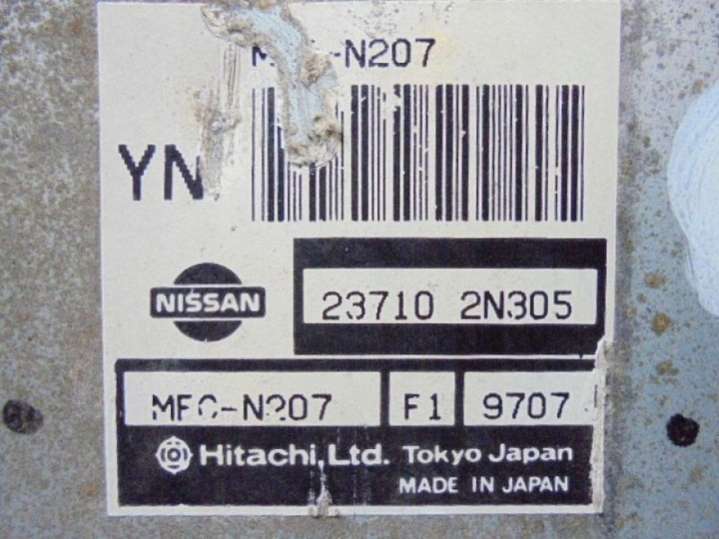 -N207
YN
NISSAN
23710 2N305
MEC-N207 F1 9707
Hitachi, Ltd. Tokyo Japan
MADE IN JAPAN